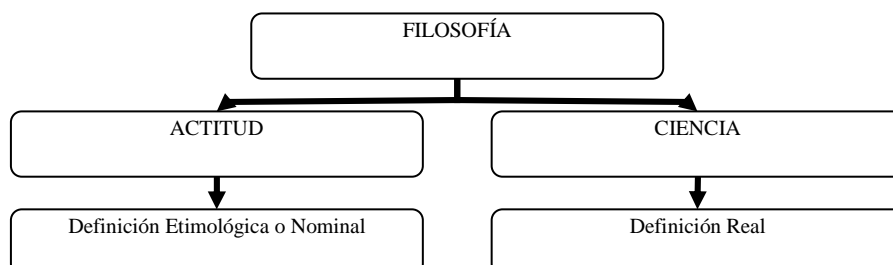 FILOSOFÍA
ACTITUD
CIENCIA
Definición Etimológica o Nominal
Definición Real